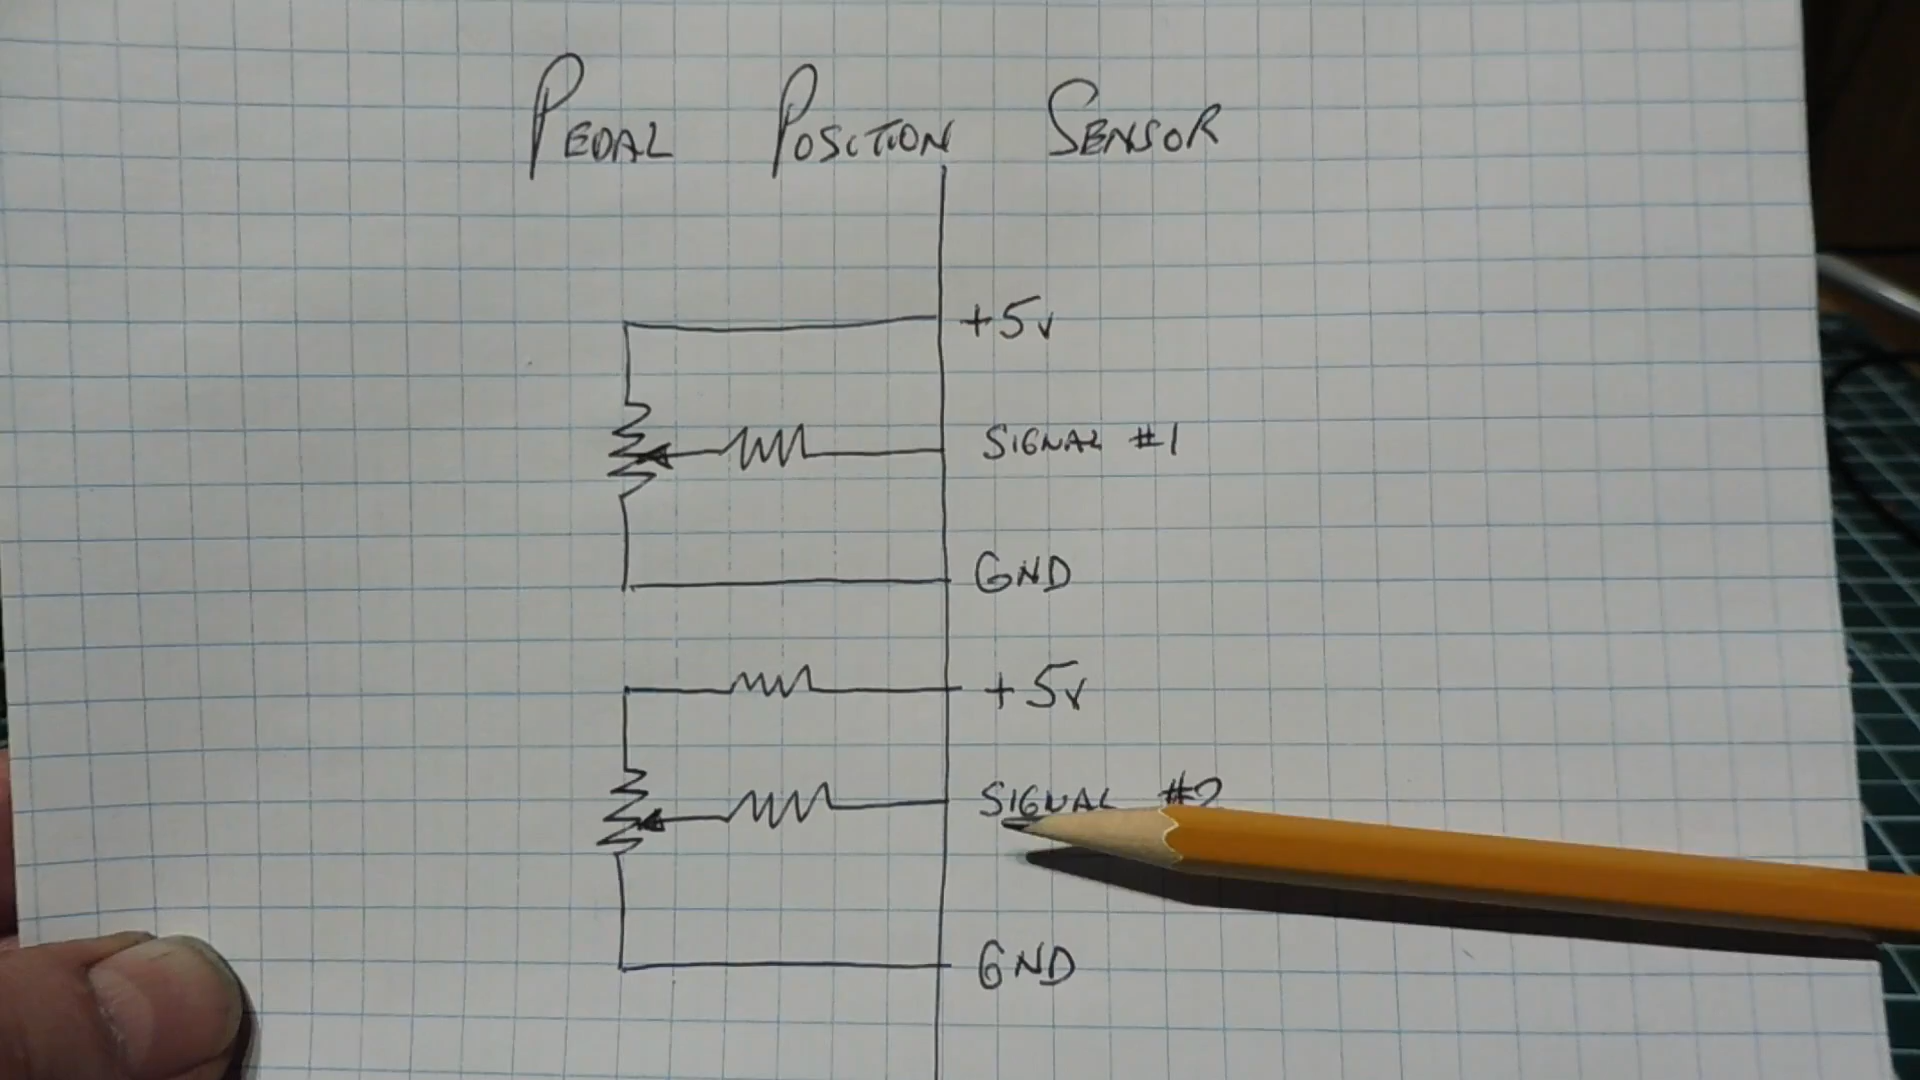 PEDAL POSITION SENSOR
+5v
SIGNAL #1
GND
+5v
SIGNAL #2
GND